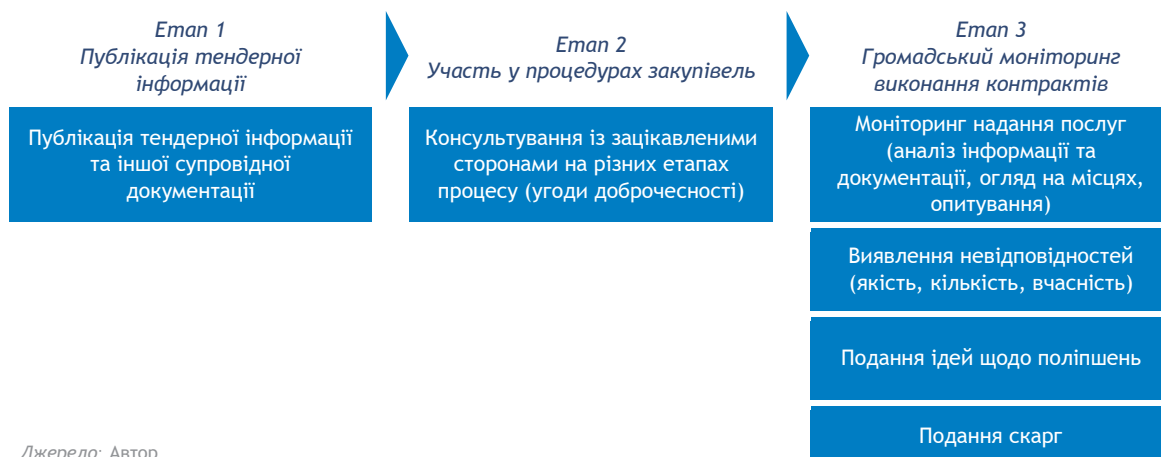 Етап 1
Публікація тендерної
інформації
Етап 2
Участь у процедурах закупівель
Етап 3
Громадський моніторинг
виконання контрактів
Публікація тендерної інформації
та іншої супровідної
документації
Консультування із зацікавленими
сторонами на різних етапах
процесу (угоди доброчесності)
Моніторинг надання послуг
(аналіз інформації та
документації, огляд на місцях,
опитування)
Виявлення невідповідностей
(якість, кількість, вчасність)
Подання ідей щодо поліпшень
Подання скарг
Джерело: Автор